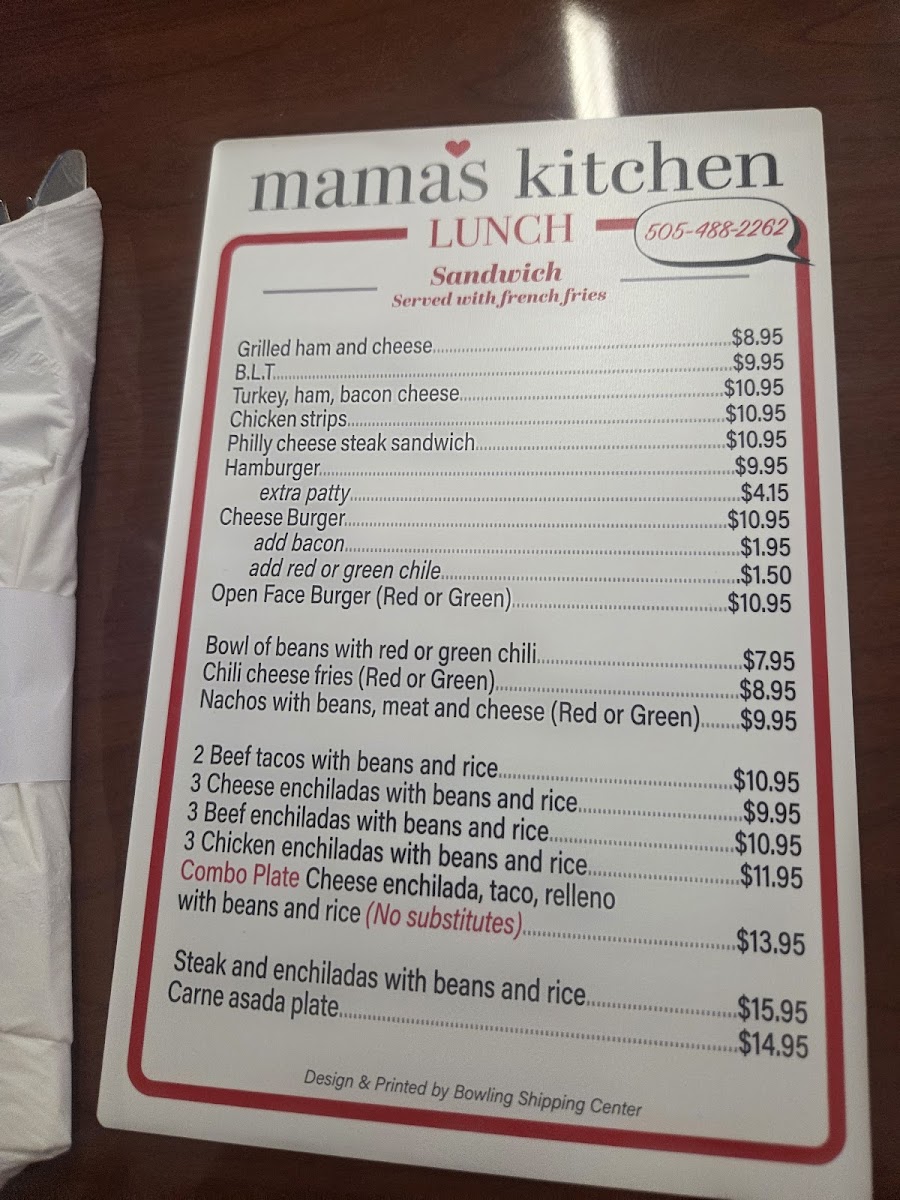 mama's kitchen
LUNCH
505-488-2262
Sandwich
Served with french fries
Grilled ham and cheese........$8.95
B.L.T........$9.95
Turkey, ham, bacon cheese........$10.95
Chicken strips........$10.95
Philly cheese steak sandwich........$10.95
Hamburger........$9.95
extra patty........$4.15
Cheese Burger........$10.95
add bacon........$1.95
add red or green chile........$1.50
Open Face Burger (Red or Green)........$10.95
Bowl of beans with red or green chili........$7.95
Chili cheese fries (Red or Green)........$8.95
Nachos with beans, meat and cheese (Red or Green)........$9.95
2 Beef tacos with beans and rice........$10.95
3 Cheese enchiladas with beans and rice........$9.95
3 Beef enchiladas with beans and rice........$10.95
3 Chicken enchiladas with beans and rice........$11.95
Combo Plate Cheese enchilada, taco, relleno
with beans and rice (No substitutes)........$13.95
Steak and enchiladas with beans and rice........$15.95
Carne asada plate........$14.95
Design & Printed by Bowling Shipping Center